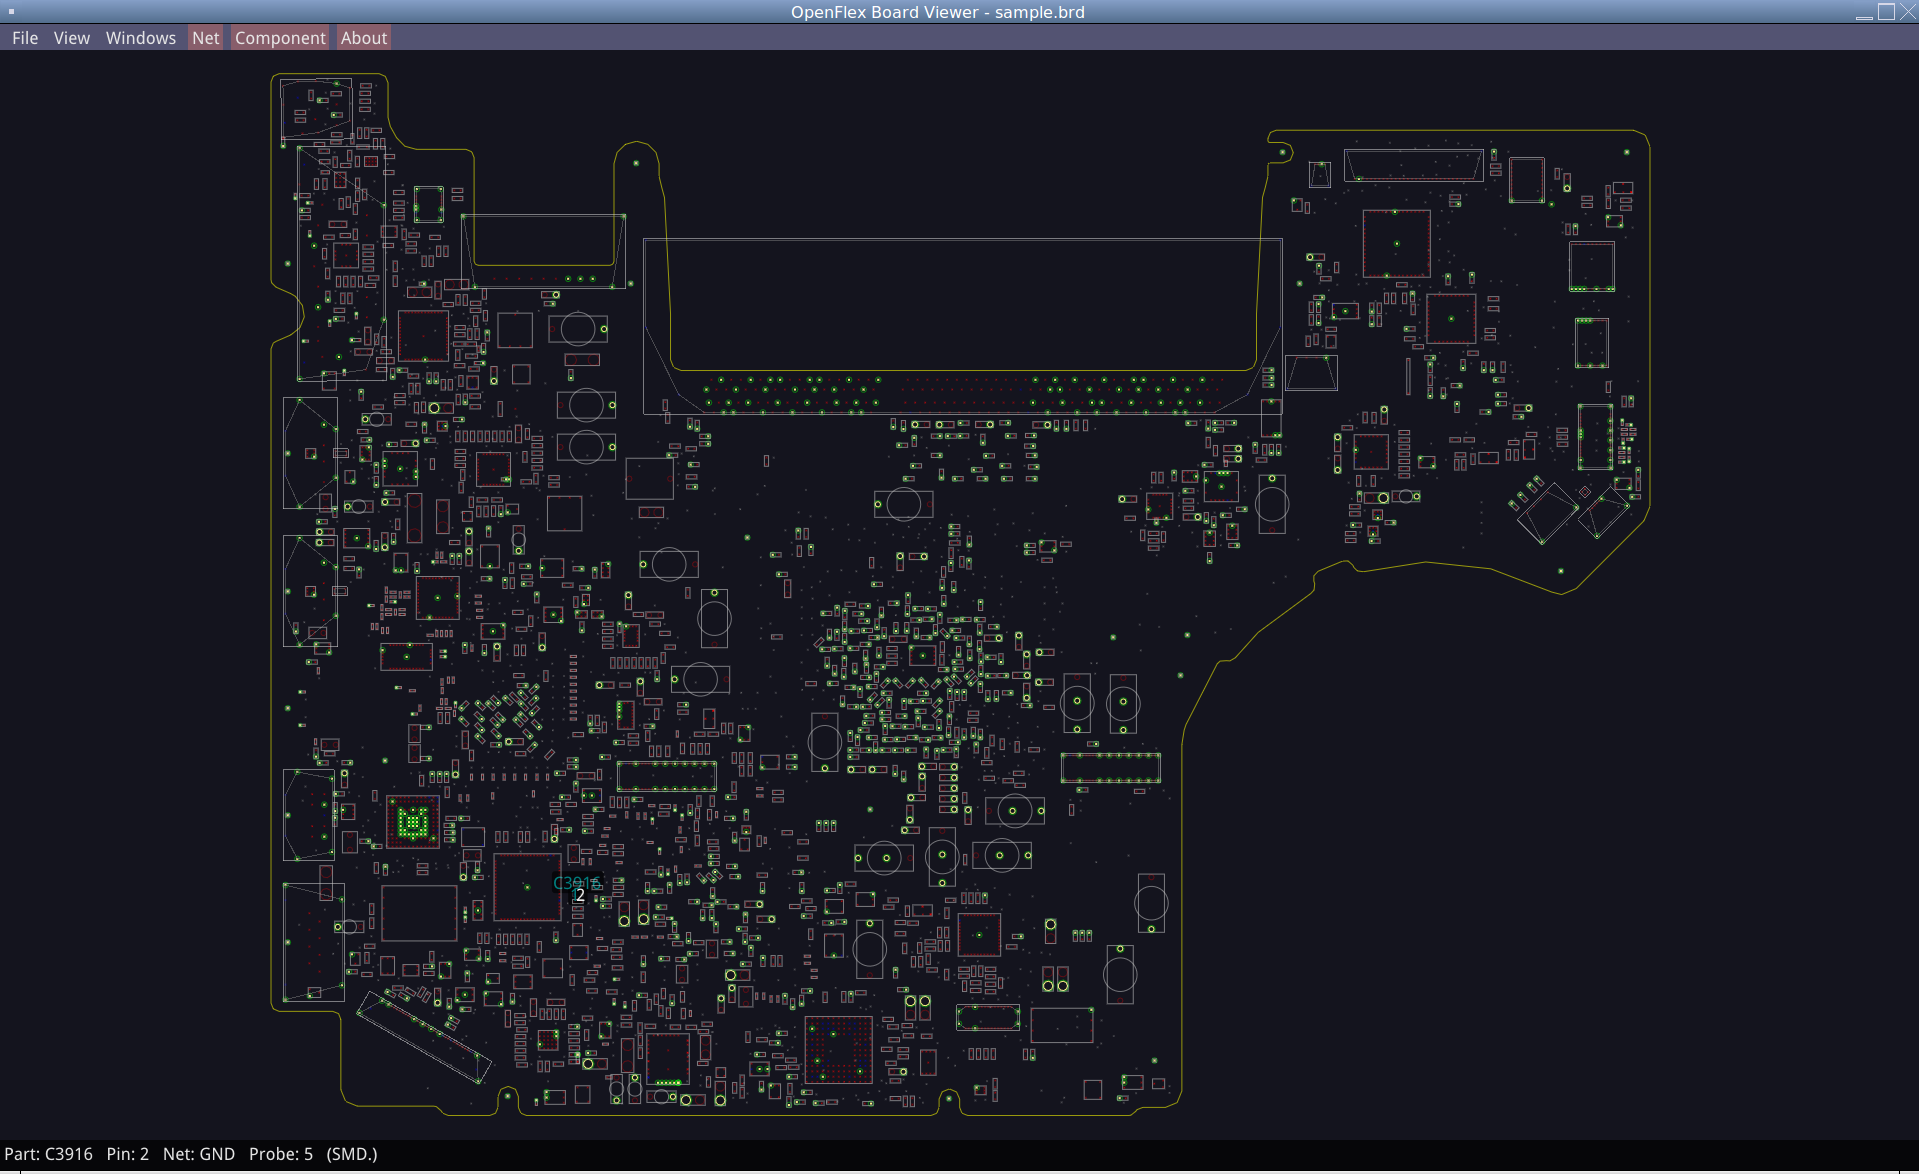 OpenFlex Board Viewer - sample.brd
File View Windows Net Component About
C3916
2
Part: C3916 Pin: 2 Net: GND Probe: 5 (SMD.)